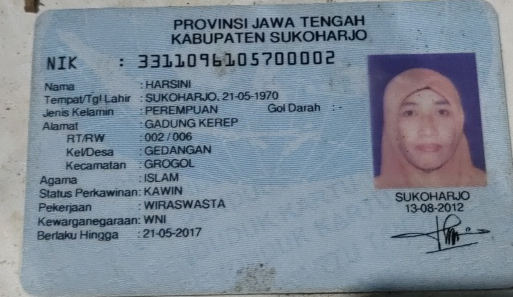 PROVINSI JAWA TENGAH
KABUPATEN SUKOHARJO
NIK : 3311096105700002
Nama : HARSINI
Tempat/Tgl Lahir : SUKOHARJO. 21-05-1970
Jenis Kelamin : PEREMPUAN Gol Darah : -
Alamat : GADUNG KEREP
RT/RW : 002 / 006
Kel/Desa : GEDANGAN
Kecamatan : GROGOL
Agama : ISLAM
Status Perkawinan: KAWIN
Pekerjaan : WIRASWASTA
Kewarganegaraan: WNI
Berlaku Hingga : 21-05-2017
SUKOHARJO
13-08-2012